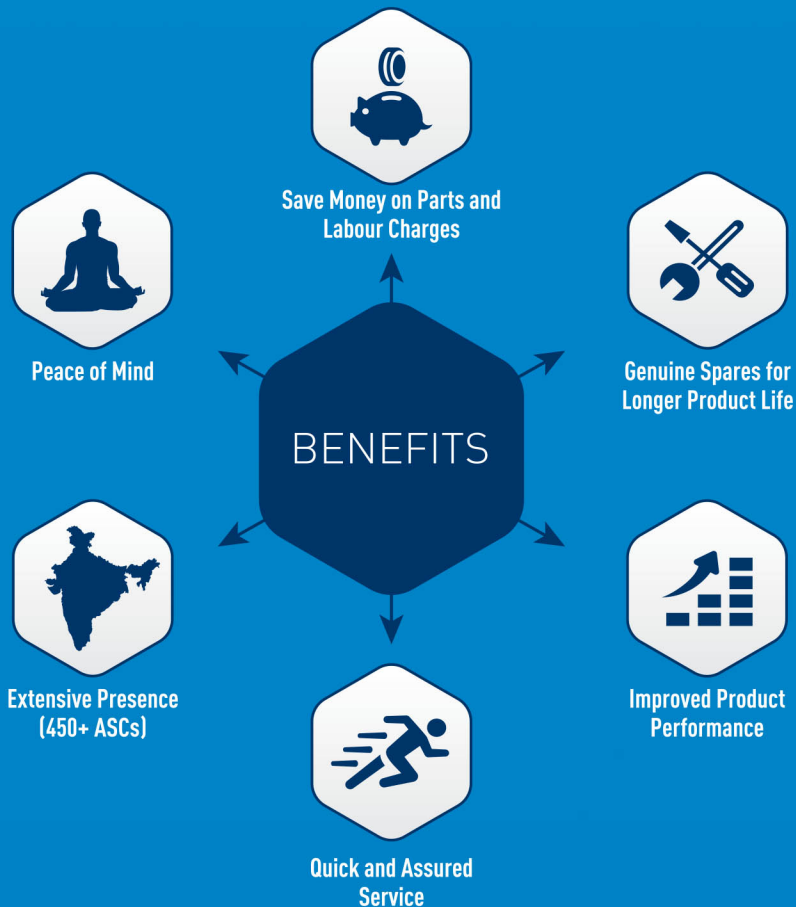 Save Money on Parts and
Labour Charges
Peace of Mind
Genuine Spares for
Longer Product Life
BENEFITS
Extensive Presence
(450+ ASCs)
Improved Product
Performance
Quick and Assured
Service